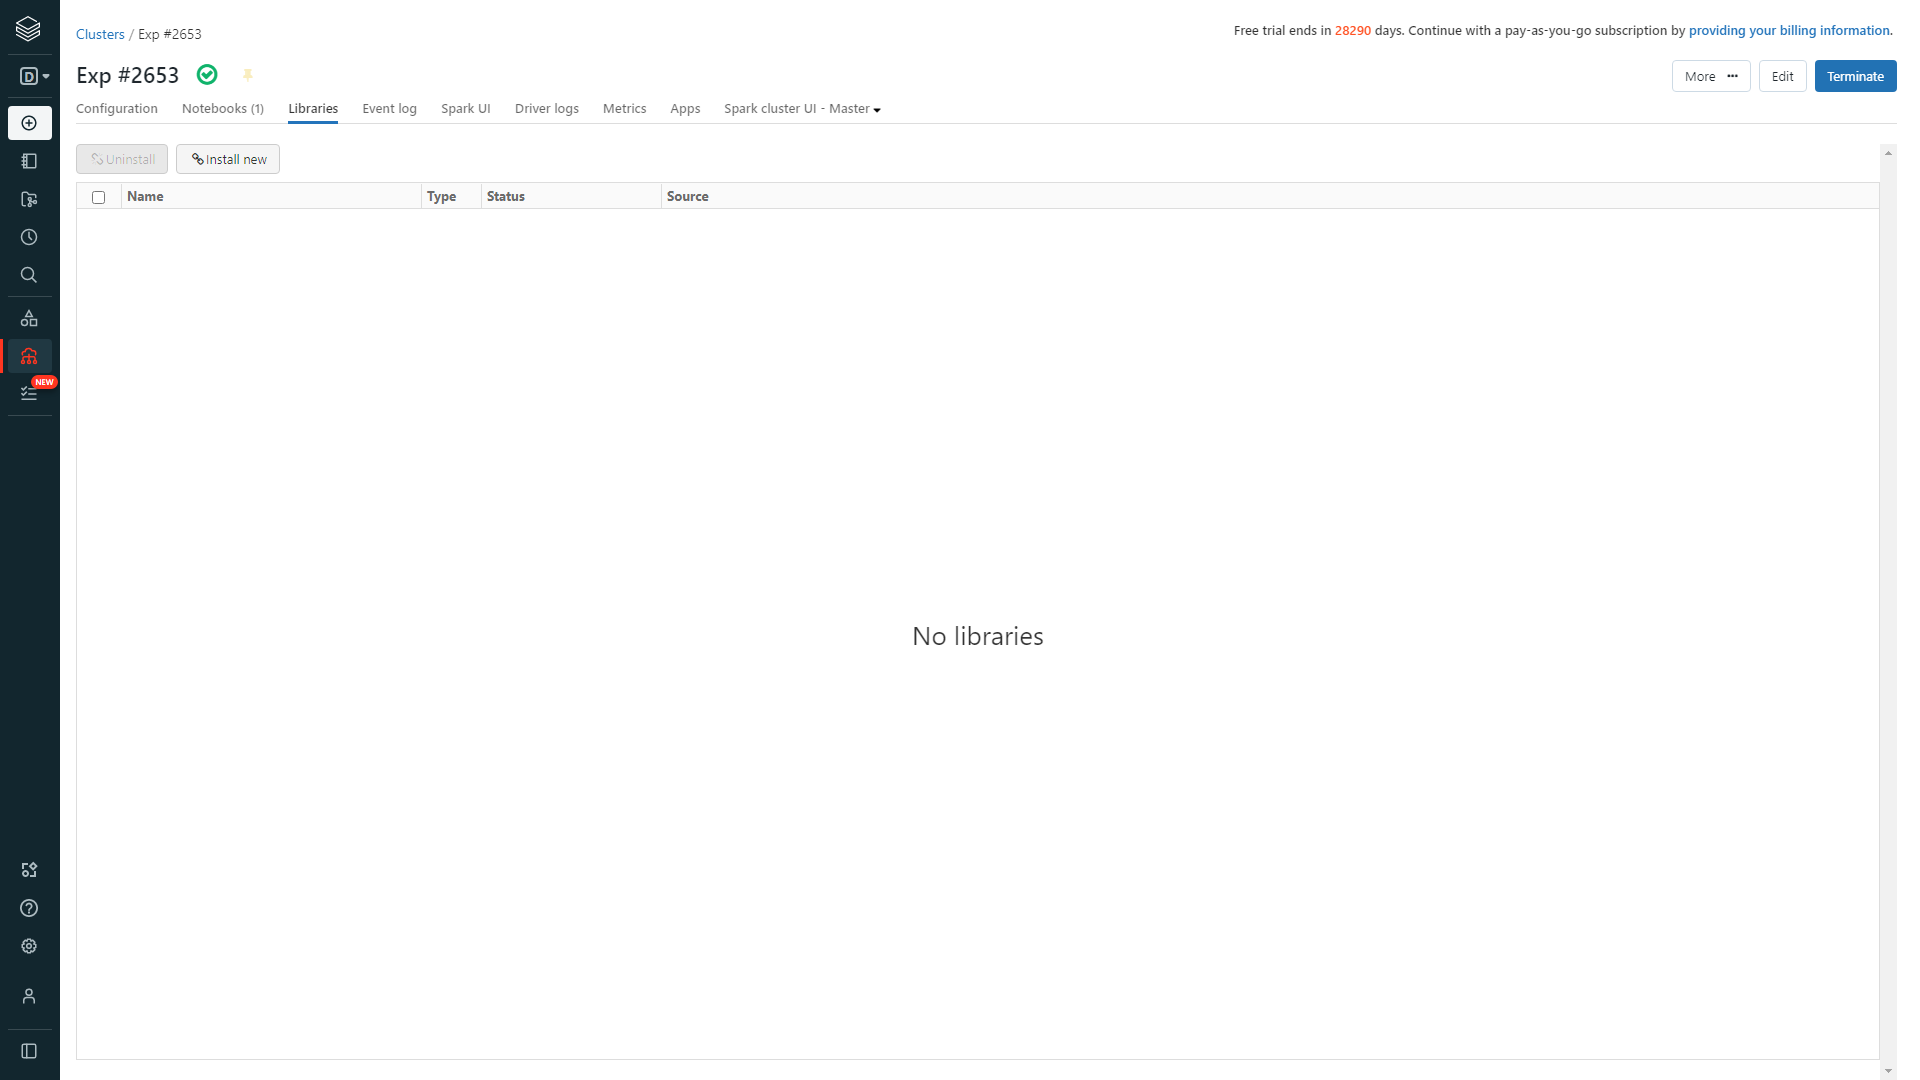 Clusters / Exp #2653
Free trial ends in 28290 days. Continue with a pay-as-you-go subscription by providing your billing information.
D
Exp #2653
More ··· Edit Terminate
Configuration Notebooks (1) Libraries Event log Spark UI Driver logs Metrics Apps Spark cluster UI - Master
Uninstall Install new
Name Type Status Source
NEW
No libraries